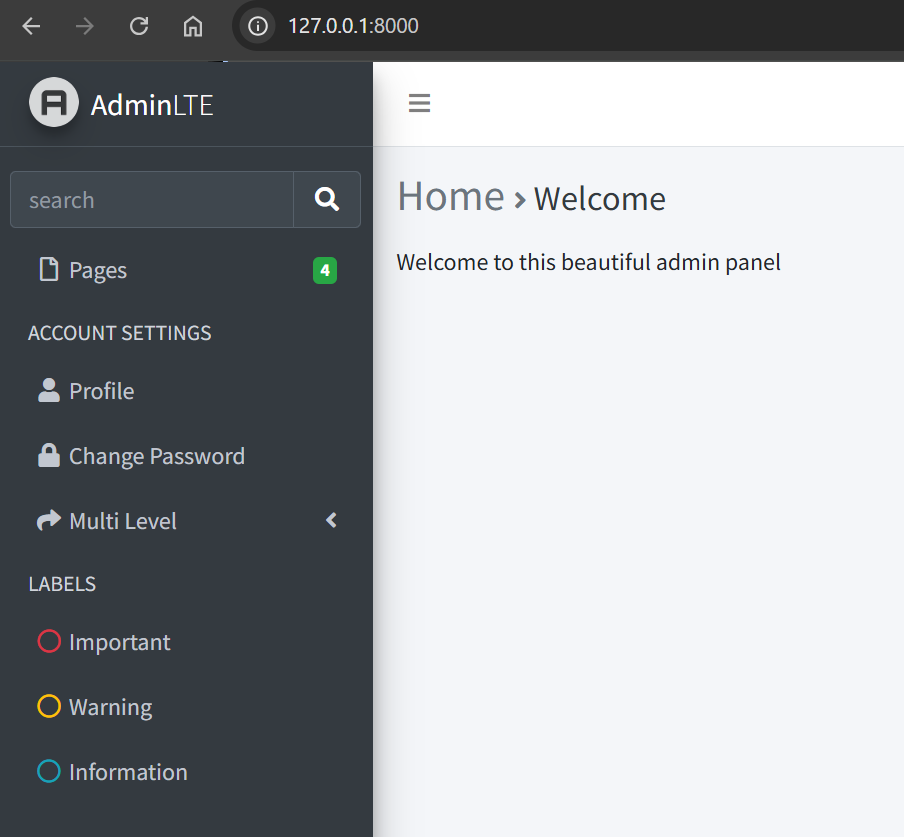 127.0.0.1:8000
AdminLTE
search
Pages 4
ACCOUNT SETTINGS
Profile
Change Password
Multi Level
LABELS
Important
Warning
Information
Home › Welcome
Welcome to this beautiful admin panel